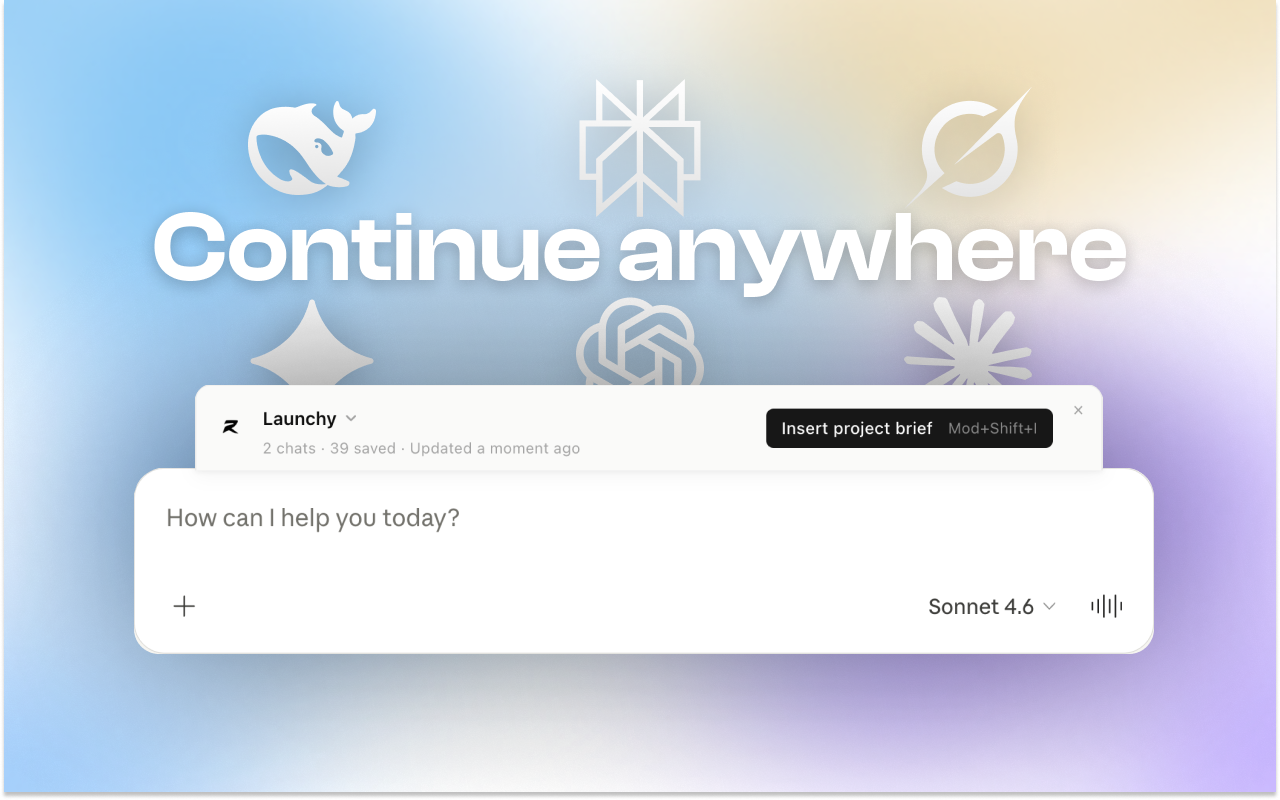 Continue anywhere
Launchy
Insert project brief Mod+Shift+I
2 chats · 39 saved · Updated a moment ago
How can I help you today?
Sonnet 4.6